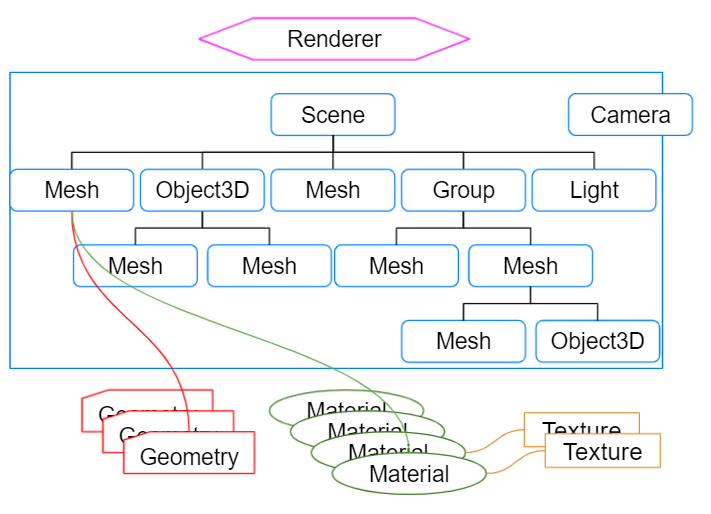 Renderer
Scene
Camera
Mesh
Object3D
Mesh
Group
Light
Mesh
Mesh
Mesh
Mesh
Mesh
Object3D
Geometry
Geometry
Geometry
Material
Material
Material
Material
Texture
Texture